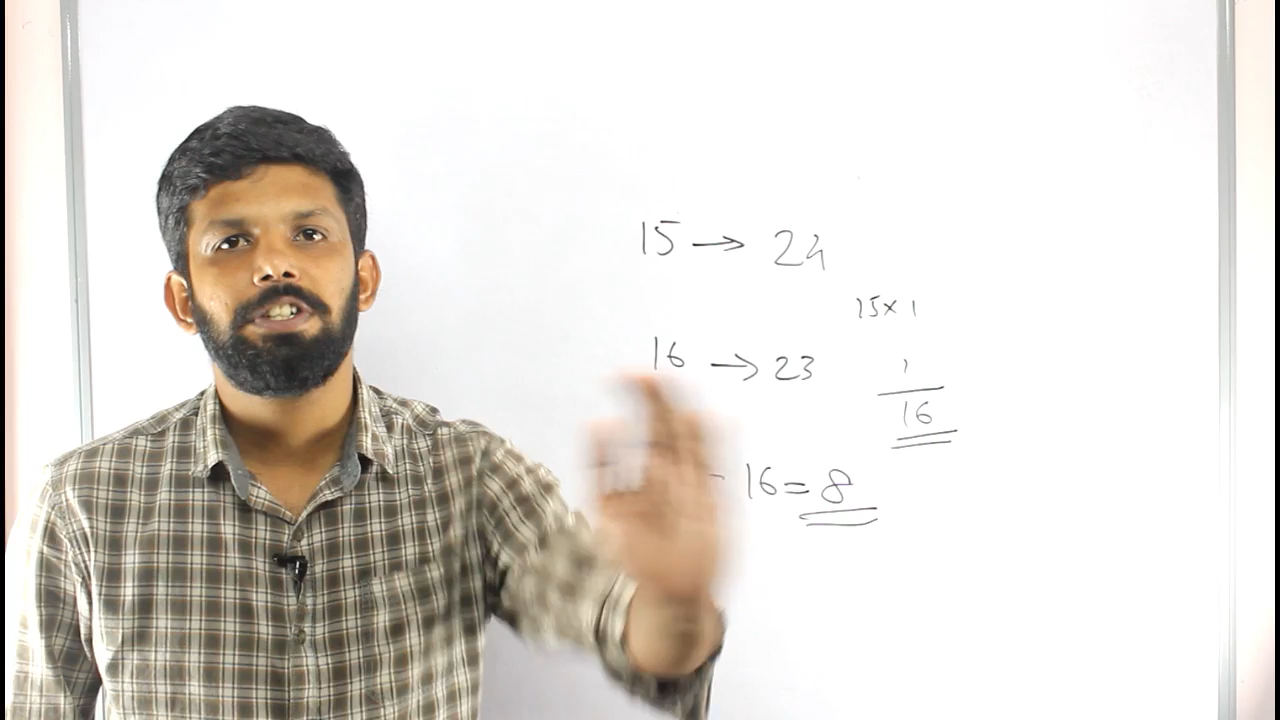 15 → 24
15 × 1
16 → 23
1
16
- 16 = 8